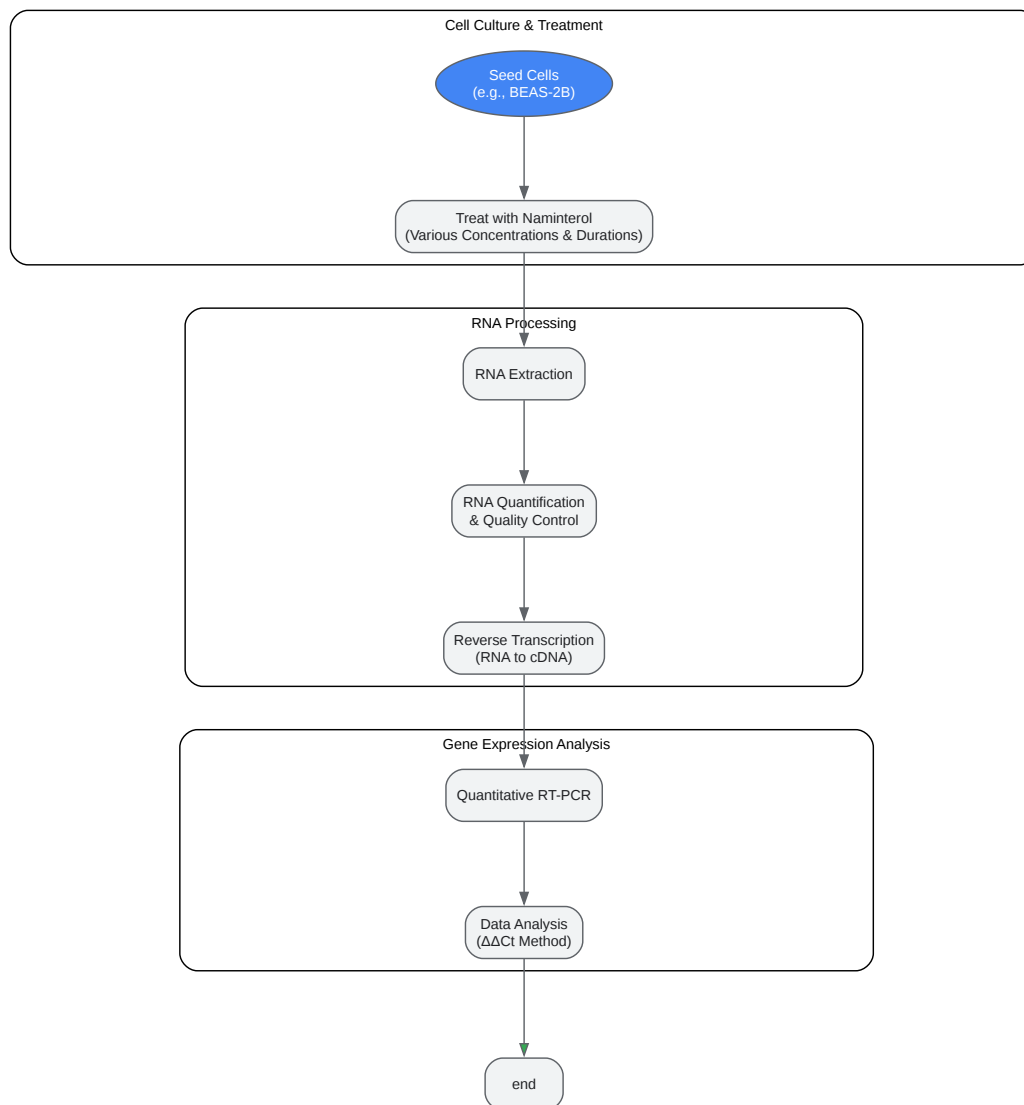 Cell Culture & Treatment
Seed Cells
(e.g., BEAS-2B)
Treat with Naminterol
(Various Concentrations & Durations)
RNA Processing
RNA Extraction
RNA Quantification
& Quality Control
Reverse Transcription
(RNA to cDNA)
Gene Expression Analysis
Quantitative RT-PCR
Data Analysis
(ΔΔCt Method)
end